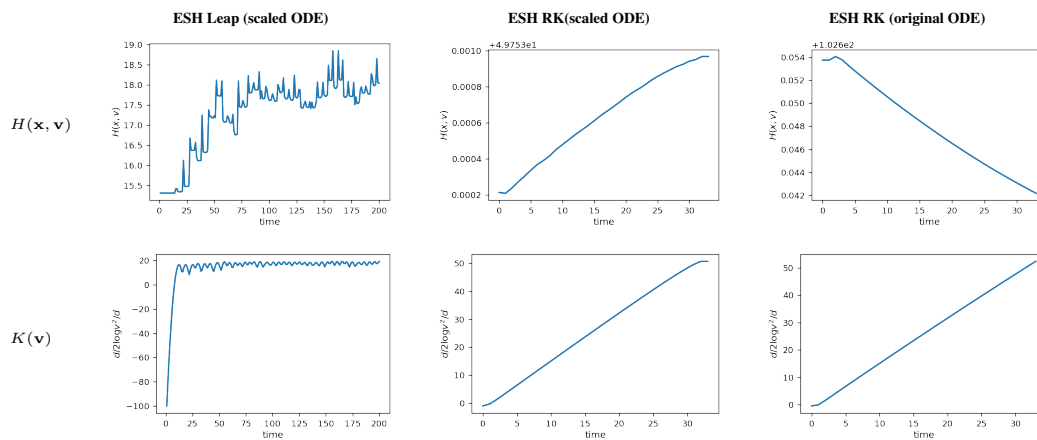 ESH Leap (scaled ODE)
ESH RK(scaled ODE)
ESH RK (original ODE)
H(x, v)
19.0
18.5
18.0
17.5
17.0
16.5
16.0
15.5
H(x, v)
0 25 50 75 100 125 150 175 200
time
+4.9753e1
0.0010
0.0008
0.0006
0.0004
0.0002
H(x, v)
0 5 10 15 20 25 30
time
+1.026e2
0.054
0.052
0.050
0.048
0.046
0.044
0.042
H(x, v)
0 5 10 15 20 25 30
time
K(v)
20
0
−20
−40
−60
−80
−100
d/2logv²/d
0 25 50 75 100 125 150 175 200
time
50
40
30
20
10
0
d/2logv²/d
0 5 10 15 20 25 30
time
50
40
30
20
10
0
d/2logv²/d
0 5 10 15 20 25 30
time